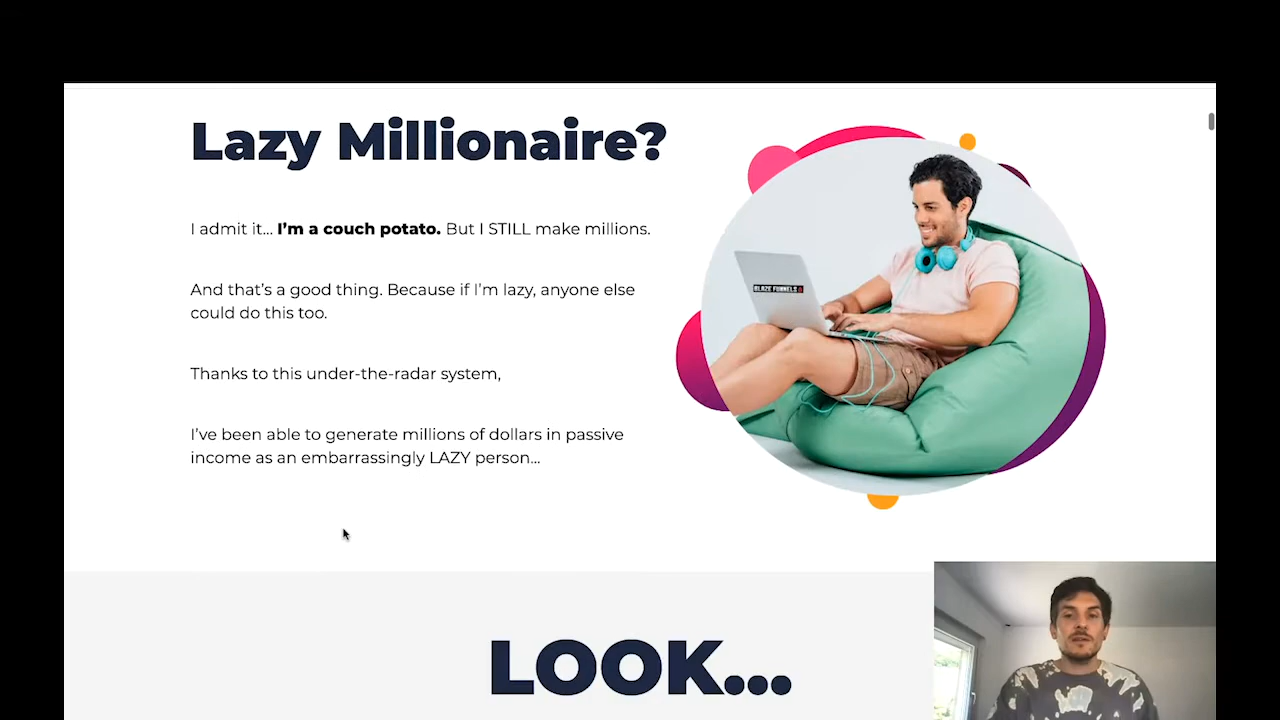 Lazy Millionaire?
I admit it... I'm a couch potato. But I STILL make millions.
And that's a good thing. Because if I'm lazy, anyone else
could do this too.
Thanks to this under-the-radar system,
I've been able to generate millions of dollars in passive
income as an embarrassingly LAZY person...
BLAZE FUNNELS
LOOK...